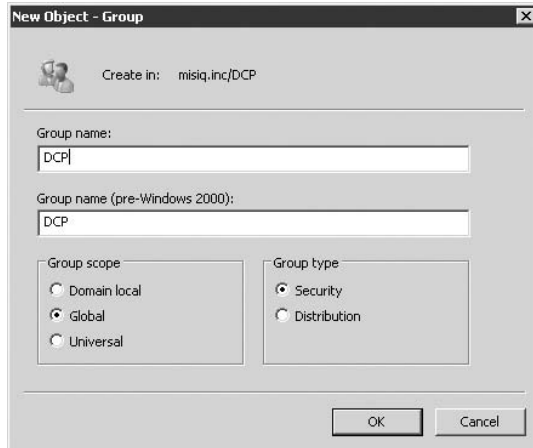 New Object - Group
Create in: misiq.inc/DCP
Group name:
DCP
Group name (pre-Windows 2000):
DCP
Group scope
Domain local
Global
Universal
Group type
Security
Distribution
OK
Cancel